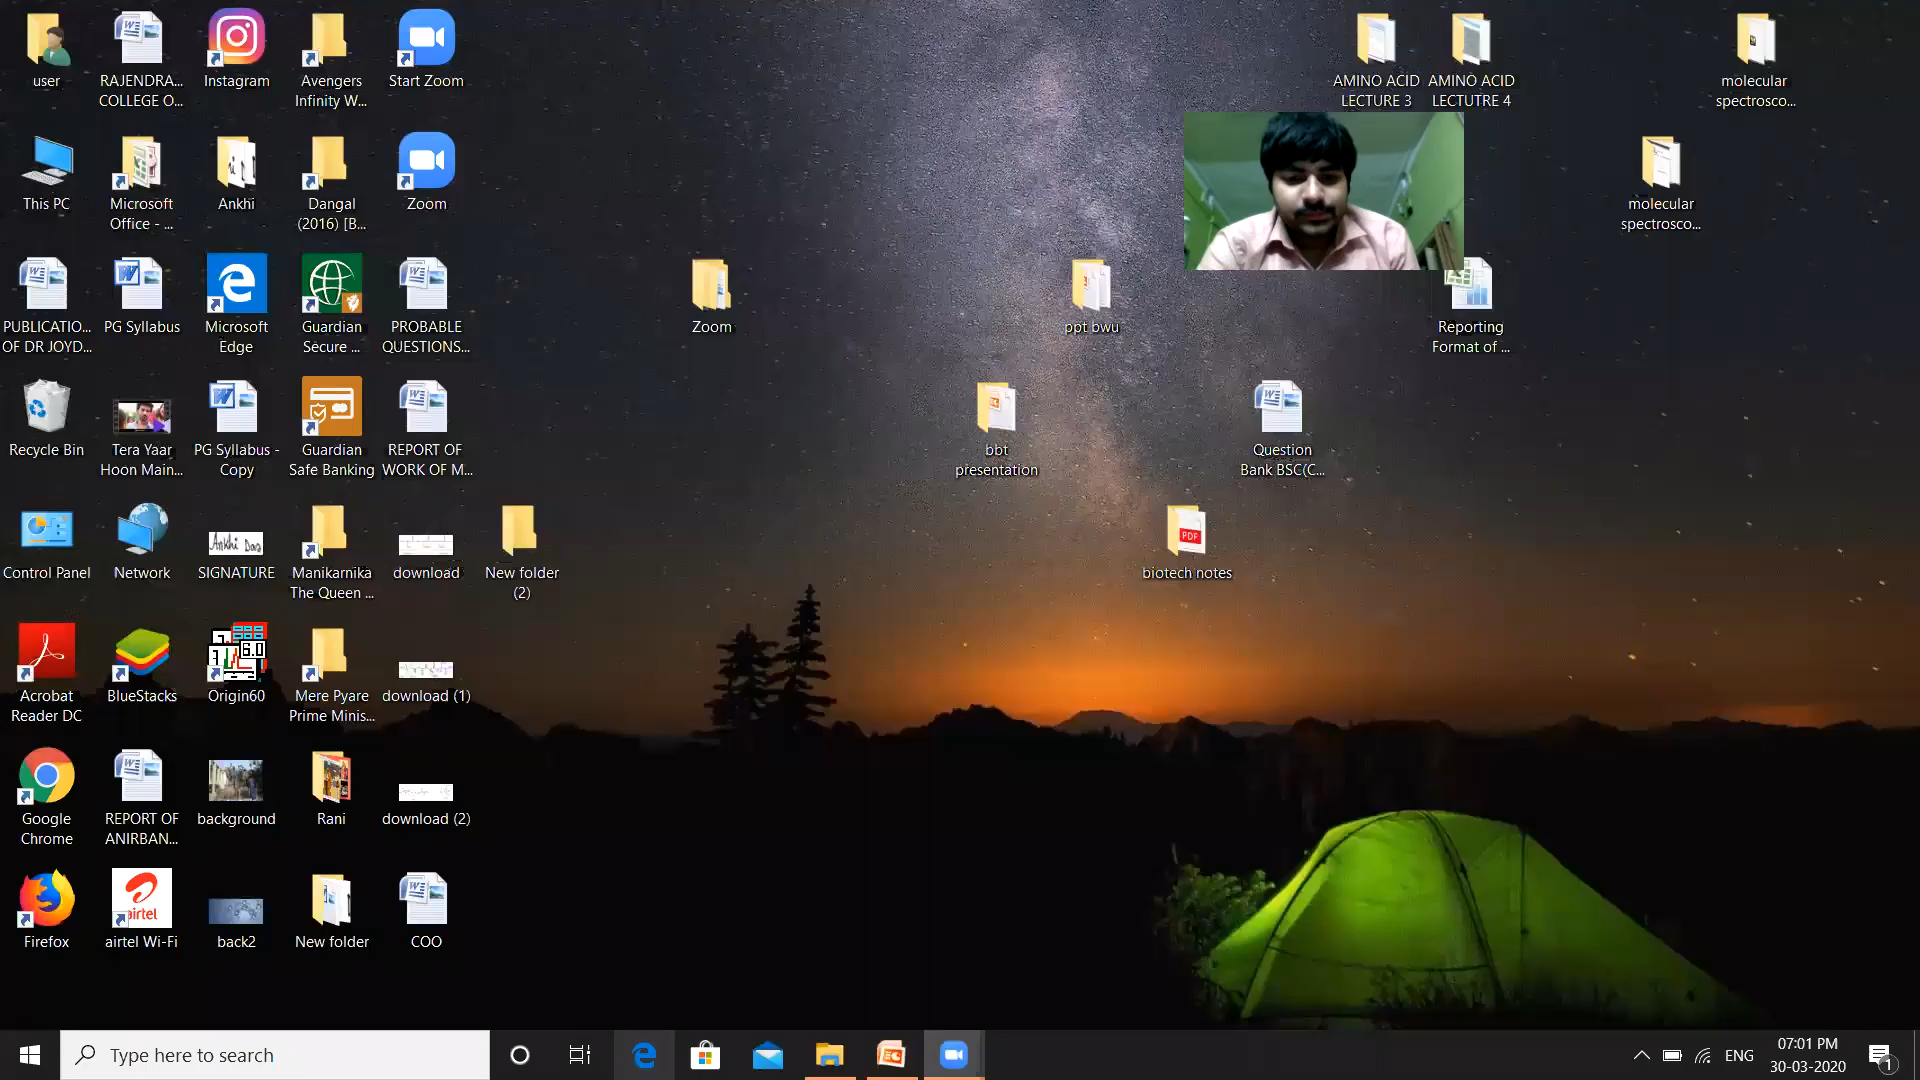 user
RAJENDRA...
COLLEGE O...
Instagram
Avengers
Infinity W...
Start Zoom
AMINO ACID
LECTURE 3
AMINO ACID
LECTUTRE 4
molecular
spectrosco...
This PC
Microsoft
Office - ...
Ankhi
Dangal
(2016) [B...
Zoom
molecular
spectrosco...
PUBLICATIO...
OF DR JOYD...
PG Syllabus
Microsoft
Edge
Guardian
Secure ...
PROBABLE
QUESTIONS...
Zoom
ppt bwu
Reporting
Format of ...
Recycle Bin
Tera Yaar
Hoon Main...
PG Syllabus -
Copy
Guardian
Safe Banking
REPORT OF
WORK OF M...
bbt
presentation
Question
Bank BSC(C...
Control Panel
Network
Ankhi Das
SIGNATURE
Manikarnika
The Queen ...
download
New folder
(2)
PDF
biotech notes
Acrobat
Reader DC
BlueStacks
6.0
Origin60
Mere Pyare
Prime Minis...
download (1)
Google
Chrome
REPORT OF
ANIRBAN...
background
Rani
download (2)
Firefox
airtel
airtel Wi-Fi
back2
New folder
COO
Type here to search
ENG
07:01 PM
30-03-2020
1